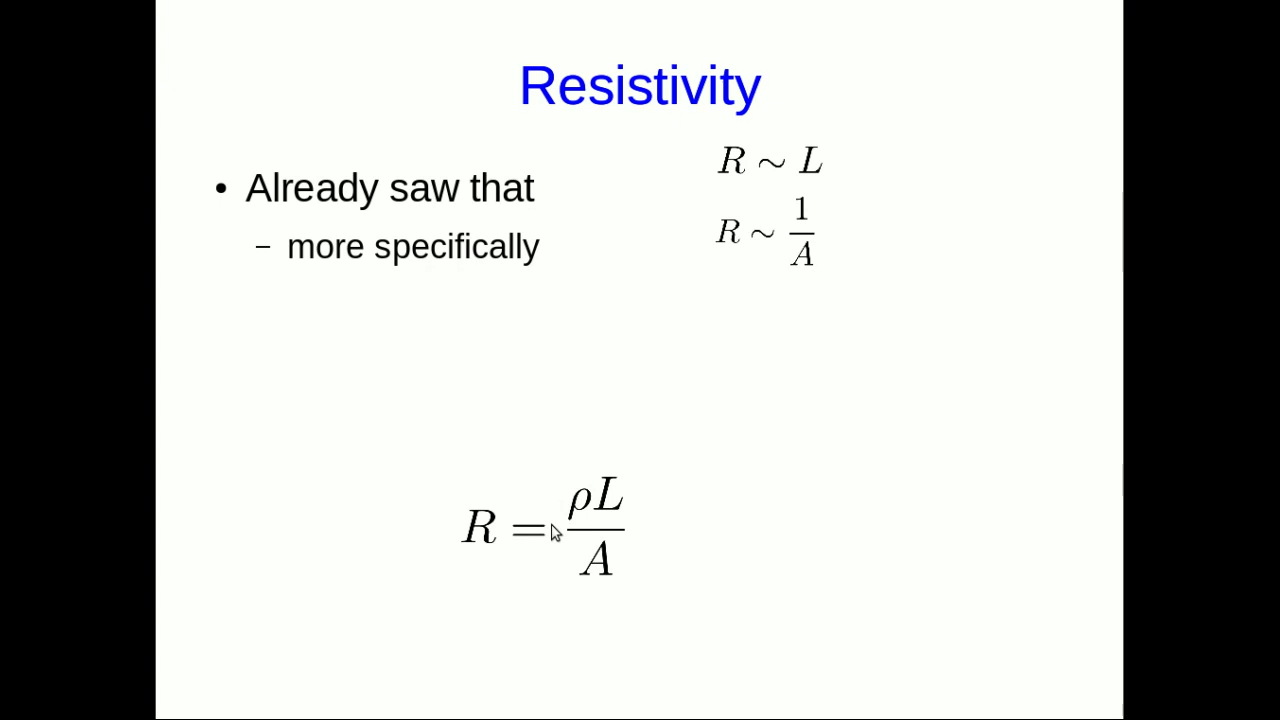 Resistivity
• Already saw that
R ∼ L
– more specifically
R ∼ 1/A
R = ρL/A